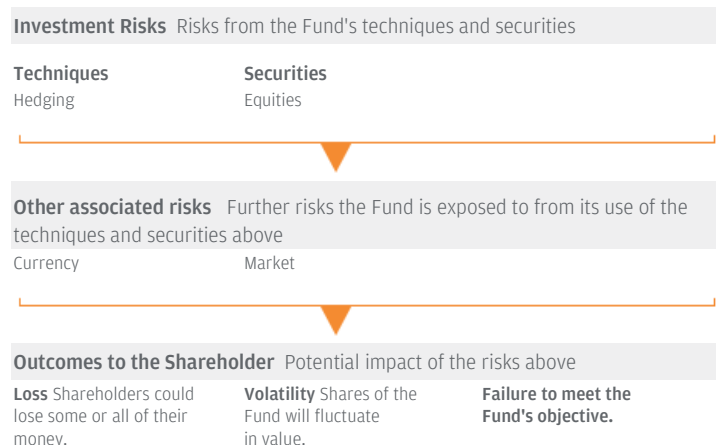 Investment Risks Risks from the Fund's techniques and securities
Techniques Securities
Hedging Equities
Other associated risks Further risks the Fund is exposed to from its use of the
techniques and securities above
Currency Market
Outcomes to the Shareholder Potential impact of the risks above
Loss Shareholders could
lose some or all of their
money.
Volatility Shares of the
Fund will fluctuate
in value.
Failure to meet the
Fund's objective.